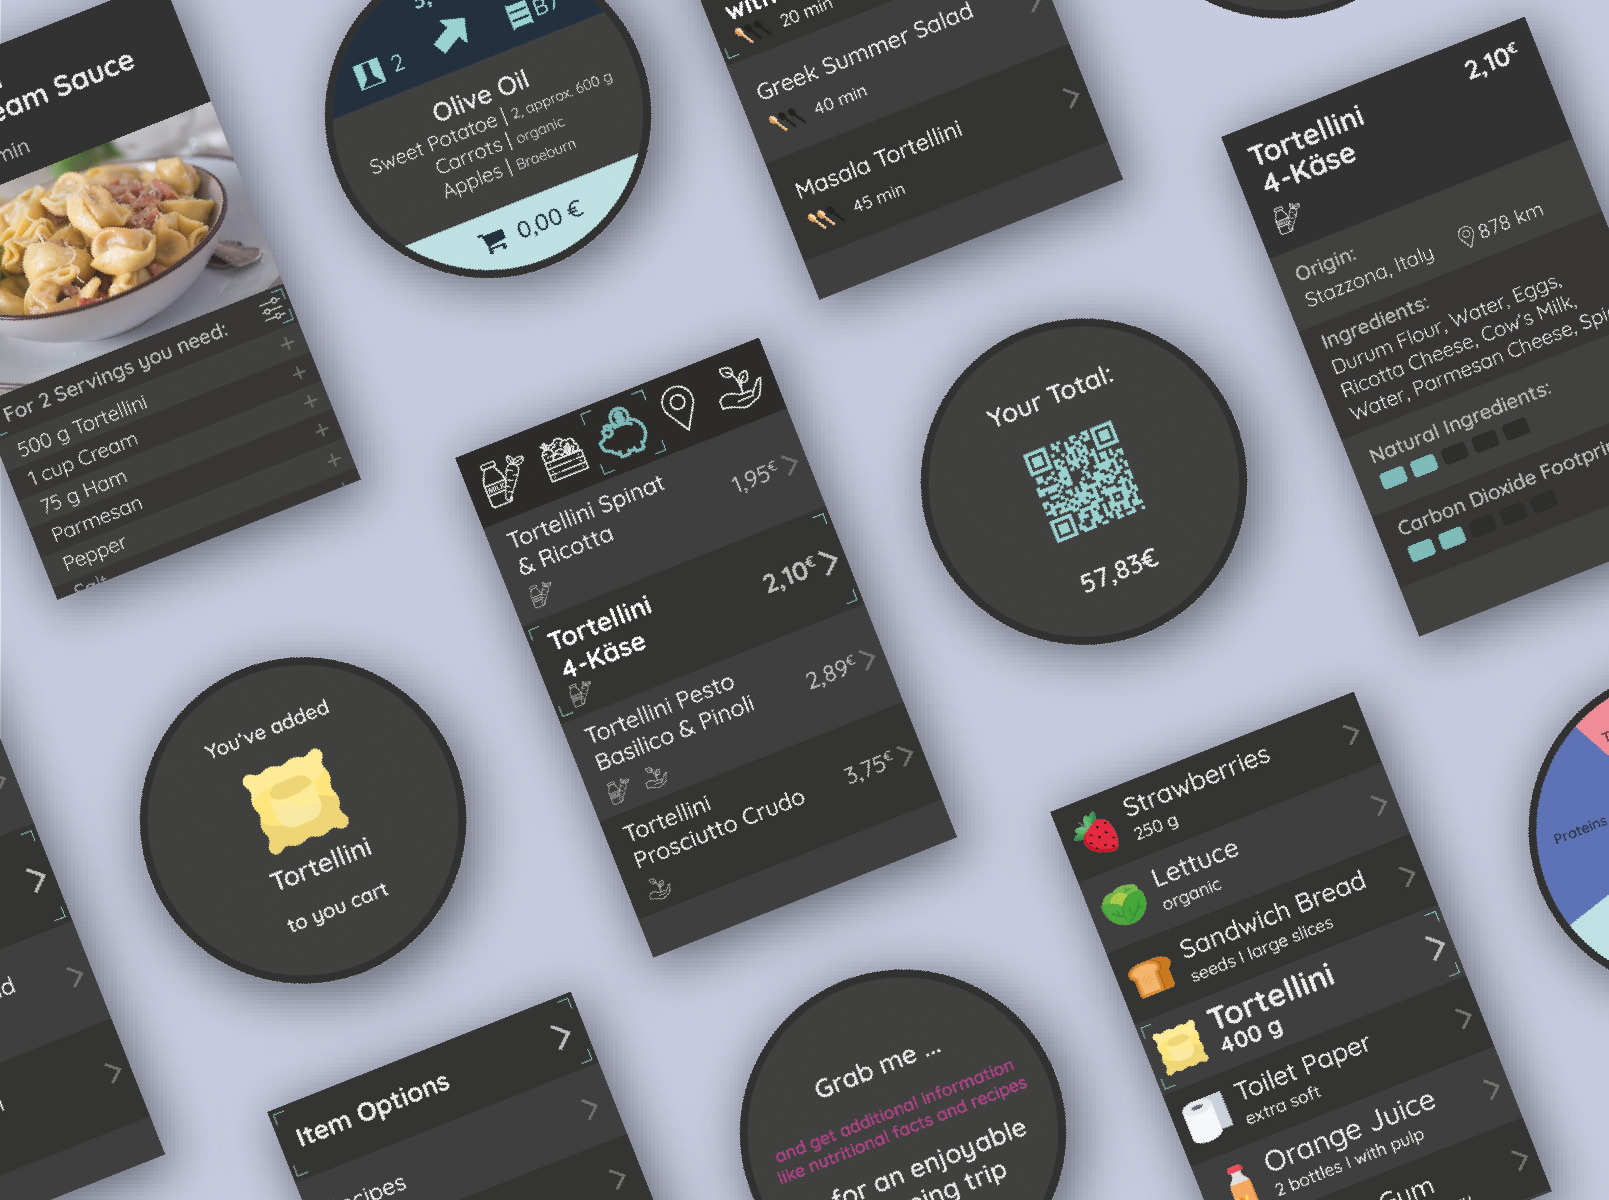 eam Sauce
min
For 2 Servings you need:
500 g Tortellini
1 cup Cream
75 g Ham
Parmesan
Pepper
Salt
2
B7
Olive Oil
Sweet Potatoe | 2, approx. 600 g
Carrots | organic
Apples | Braeburn
0,00 €
with
20 min
Greek Summer Salad
40 min
Masala Tortellini
45 min
2,10€
Tortellini
4-Käse
Origin:
Stazzona, Italy
878 km
Ingredients:
Durum Flour, Water, Eggs,
Ricotta Cheese, Cow's Milk,
Water, Parmesan Cheese, Spi
Natural Ingredients:
Carbon Dioxide Footpri
MILK
Tortellini Spinat
& Ricotta
1,95€
Tortellini
4-Käse
2,10€
Tortellini Pesto
Basilico & Pinoli
2,89€
Tortellini
Prosciutto Crudo
3,75€
Your Total:
57,83€
You've added
Tortellini
to you cart
Item Options
cipes
Grab me ...
and get additional information
like nutritional facts and recipes
for an enjoyable
ing trip
Strawberries
250 g
Lettuce
organic
Sandwich Bread
seeds | large slices
Tortellini
400 g
Toilet Paper
extra soft
Orange Juice
2 bottles | with pulp
Gum
Proteins